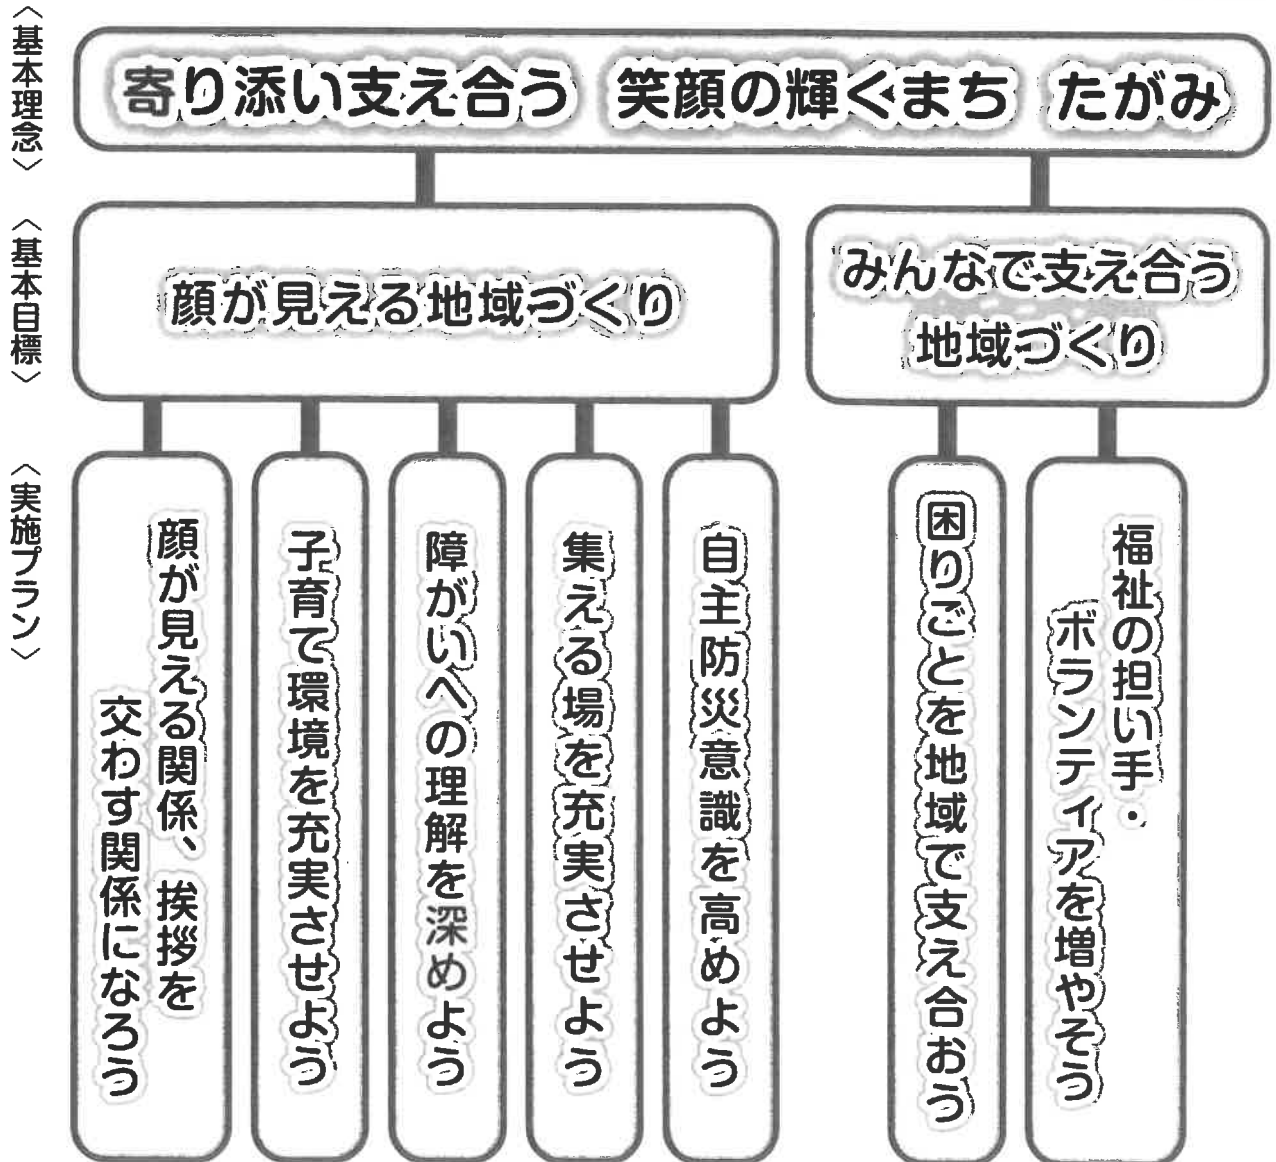 〈基本理念〉
寄り添い支え合う 笑顔の輝くまち たがみ
〈基本目標〉
顔が見える地域づくり
みんなで支え合う
地域づくり
〈実施プラン〉
顔が見える関係、挨拶を
交わす関係になろう
子育て環境を充実させよう
障がいへの理解を深めよう
集える場を充実させよう
自主防災意識を高めよう
困りごとを地域で支え合おう
福祉の担い手・
ボランティアを増やそう